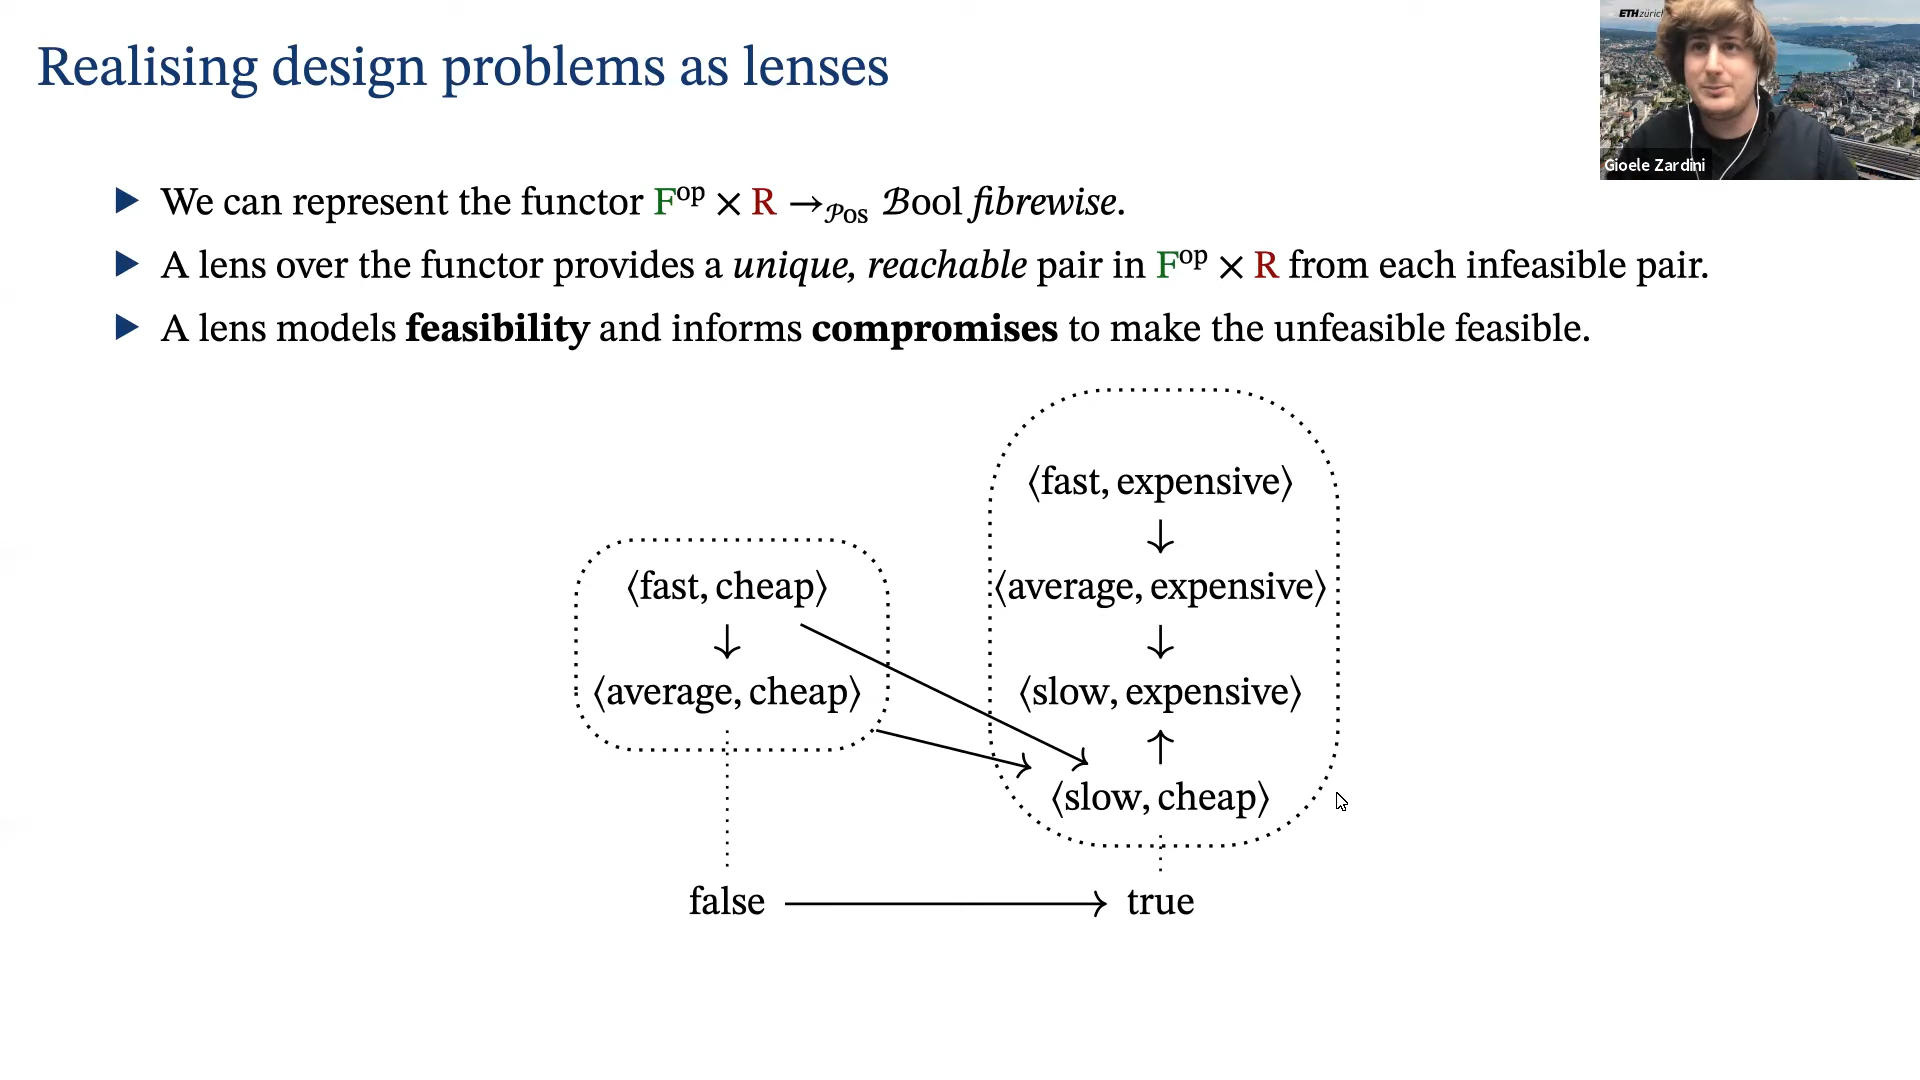 Realising design problems as lenses
ETH zürich
Gioele Zardini
▶ We can represent the functor F^op × R →_𝒫os ℬool fibrewise.
▶ A lens over the functor provides a unique, reachable pair in F^op × R from each infeasible pair.
▶ A lens models feasibility and informs compromises to make the unfeasible feasible.
⟨fast, expensive⟩
↓
⟨fast, cheap⟩ ⟨average, expensive⟩
↓ ↓
⟨average, cheap⟩ ⟨slow, expensive⟩
↑
⟨slow, cheap⟩
false → true